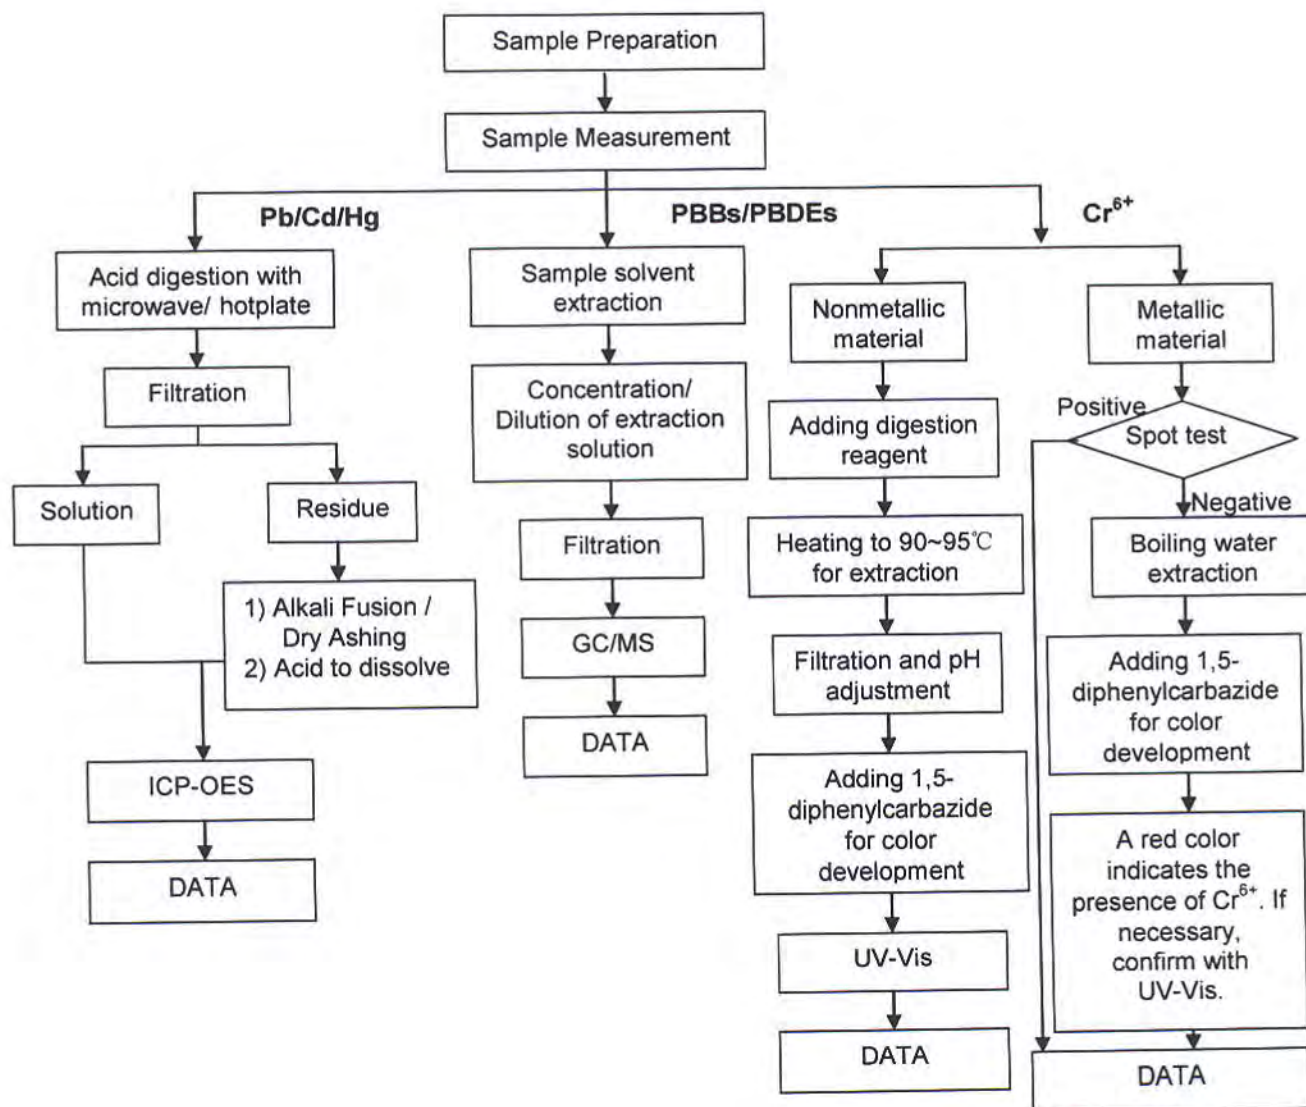 Sample Preparation
Sample Measurement
Pb/Cd/Hg
PBBs/PBDEs
Cr⁶⁺
Acid digestion with
microwave/ hotplate
Filtration
Solution
Residue
1) Alkali Fusion /
Dry Ashing
2) Acid to dissolve
ICP-OES
DATA
Sample solvent
extraction
Concentration/
Dilution of extraction
solution
Filtration
GC/MS
DATA
Nonmetallic
material
Adding digestion
reagent
Heating to 90~95℃
for extraction
Filtration and pH
adjustment
Adding 1,5-
diphenylcarbazide
for color
development
UV-Vis
DATA
Metallic
material
Positive
Spot test
Negative
Boiling water
extraction
Adding 1,5-
diphenylcarbazide
for color
development
A red color
indicates the
presence of Cr⁶⁺. If
necessary,
confirm with
UV-Vis.
DATA